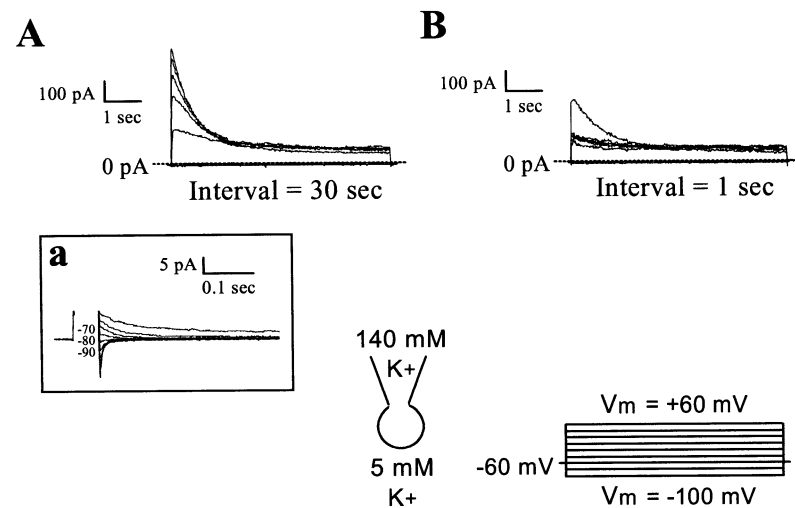 A
100 pA
1 sec
0 pA
Interval = 30 sec
B
100 pA
1 sec
0 pA
Interval = 1 sec
a
5 pA
0.1 sec
-70
-80
-90
140 mM
K+
5 mM
K+
Vm = +60 mV
-60 mV
Vm = -100 mV